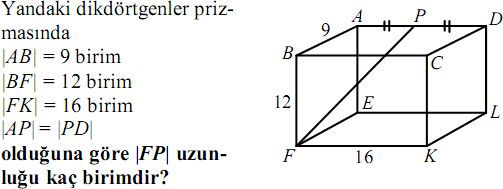 Yandaki dikdörtgenler priz-
masında
|AB| = 9 birim
|BF| = 12 birim
|FK| = 16 birim
|AP| = |PD|
olduğuna göre |FP| uzun-
luğu kaç birimdir?
A P D
9
B C
12 E L
F 16 K